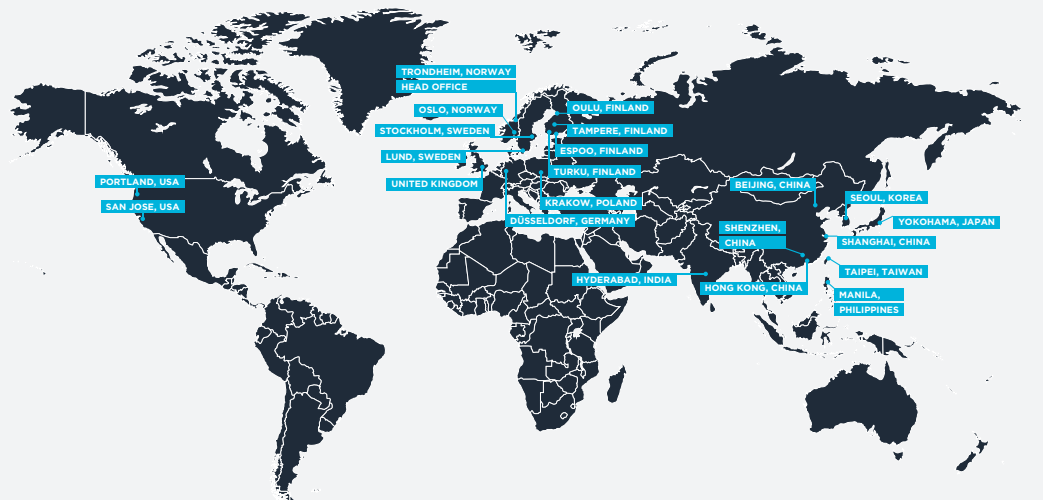 TRONDHEIM, NORWAY
HEAD OFFICE
OSLO, NORWAY
STOCKHOLM, SWEDEN
LUND, SWEDEN
UNITED KINGDOM
OULU, FINLAND
TAMPERE, FINLAND
ESPOO, FINLAND
TURKU, FINLAND
KRAKOW, POLAND
DÜSSELDORF, GERMANY
PORTLAND, USA
SAN JOSE, USA
BEIJING, CHINA
SEOUL, KOREA
YOKOHAMA, JAPAN
SHENZHEN,
CHINA
SHANGHAI, CHINA
HYDERABAD, INDIA
HONG KONG, CHINA
TAIPEI, TAIWAN
MANILA,
PHILIPPINES